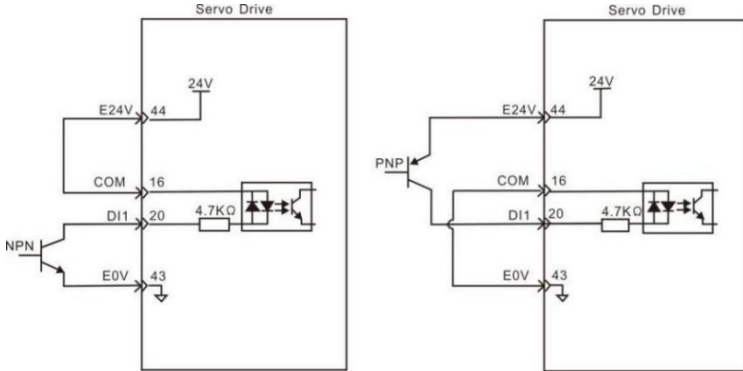 Servo Drive
24V
E24V 44
COM 16
4.7KΩ
DI1 20
NPN
E0V 43
Servo Drive
24V
E24V 44
PNP
COM 16
4.7KΩ
DI1 20
E0V 43